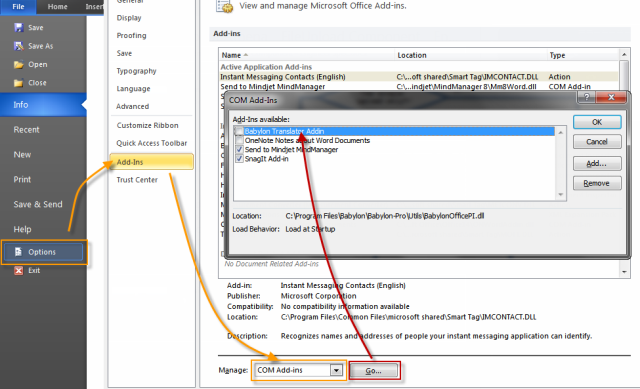 File
Home
Insert
Save
Save As
Open
Close
Info
Recent
New
Print
Save & Send
Help
Options
Exit
General
Display
Proofing
Save
Typography
Language
Advanced
Customize Ribbon
Quick Access Toolbar
Add-Ins
Trust Center
View and manage Microsoft Office Add-ins.
Add-ins
Name Location Type
Active Application Add-ins
Instant Messaging Contacts (English) C:\...oft shared\Smart Tag\IMCONTACT.DLL Action
Send to Mindjet MindManager C:\...indjet\MindManager 8\Mm8Word.dll COM Add-in
COM Add-Ins
Add-Ins available:
Babylon Translator Addin
OneNote Notes about Word Documents
Send to Mindjet MindManager
SnagIt Add-in
OK
Cancel
Add...
Remove
Location: C:\Program Files\Babylon\Babylon-Pro\Utils\BabylonOfficePI.dll
Load Behavior: Load at Startup
No Document Related Add-ins
Add-in: Instant Messaging Contacts (English)
Publisher: Microsoft Corporation
Compatibility: No compatibility information available
Location: C:\Program Files\Common Files\microsoft shared\Smart Tag\IMCONTACT.DLL
Description: Recognizes names and addresses of people your instant messaging application can identify.
Manage: COM Add-ins Go...